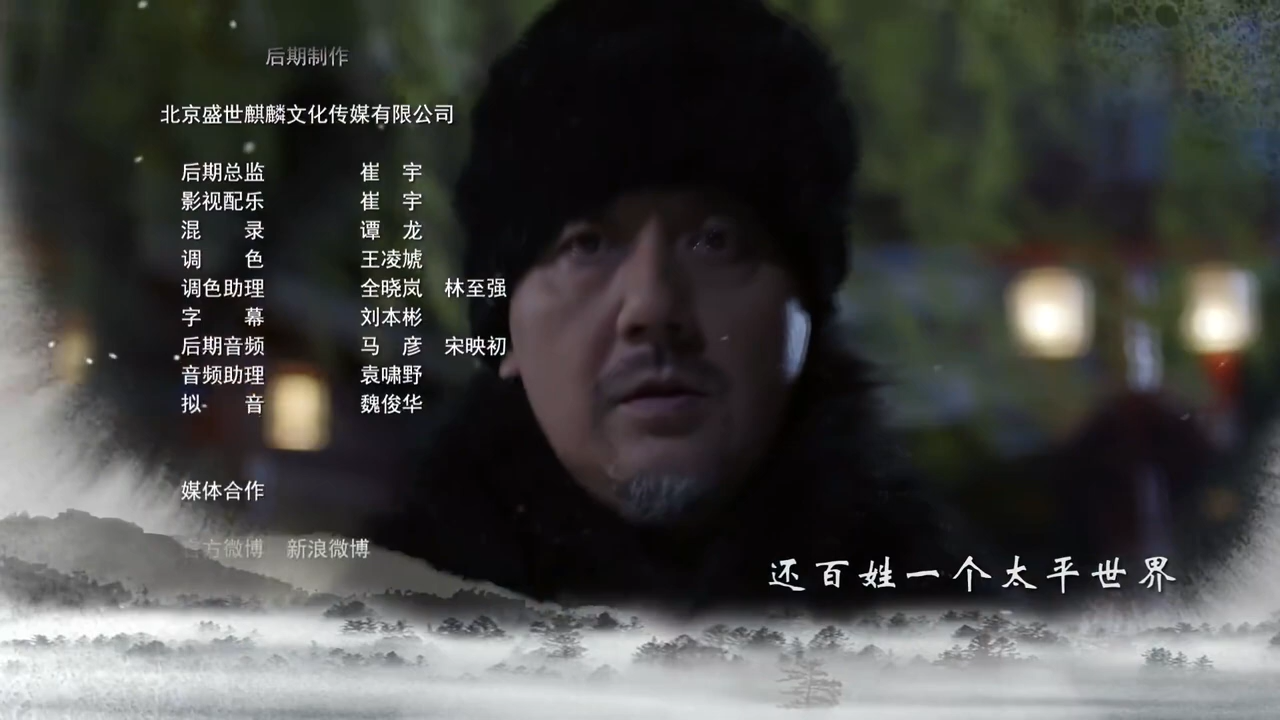 后期制作
北京盛世麒麟文化传媒有限公司
后期总监 崔 宇
影视配乐 崔 宇
混 录 谭 龙
调 色 王凌虓
调色助理 全晓岚 林至强
字 幕 刘本彬
后期音频 马 彦 宋映初
音频助理 袁啸野
拟 音 魏俊华
媒体合作
官方微博 新浪微博
还百姓一个太平世界